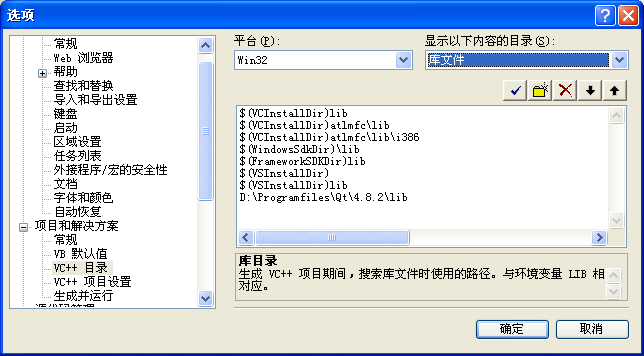 选项
常规
Web 浏览器
帮助
查找和替换
导入和导出设置
键盘
启动
区域设置
任务列表
外接程序/宏的安全性
文档
字体和颜色
自动恢复
项目和解决方案
常规
VB 默认值
VC++ 目录
VC++ 项目设置
生成并运行
平台(P):
Win32
显示以下内容的目录(S):
库文件
$(VCInstallDir)lib
$(VCInstallDir)atlmfc\lib
$(VCInstallDir)atlmfc\lib\i386
$(WindowsSdkDir)\lib
$(FrameworkSDKDir)lib
$(VSInstallDir)
$(VSInstallDir)lib
D:\Programfiles\Qt\4.8.2\lib
库目录
生成 VC++ 项目期间，搜索库文件时使用的路径。与环境变量 LIB 相
对应。
确定
取消